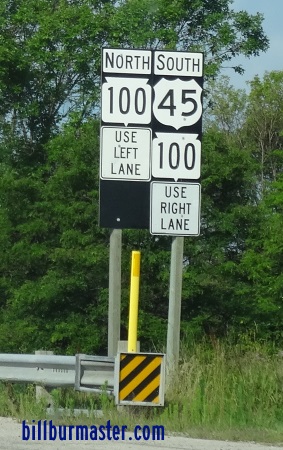 NORTH
100
USE
LEFT
LANE
SOUTH
45
100
USE
RIGHT
LANE
billburmaster.com